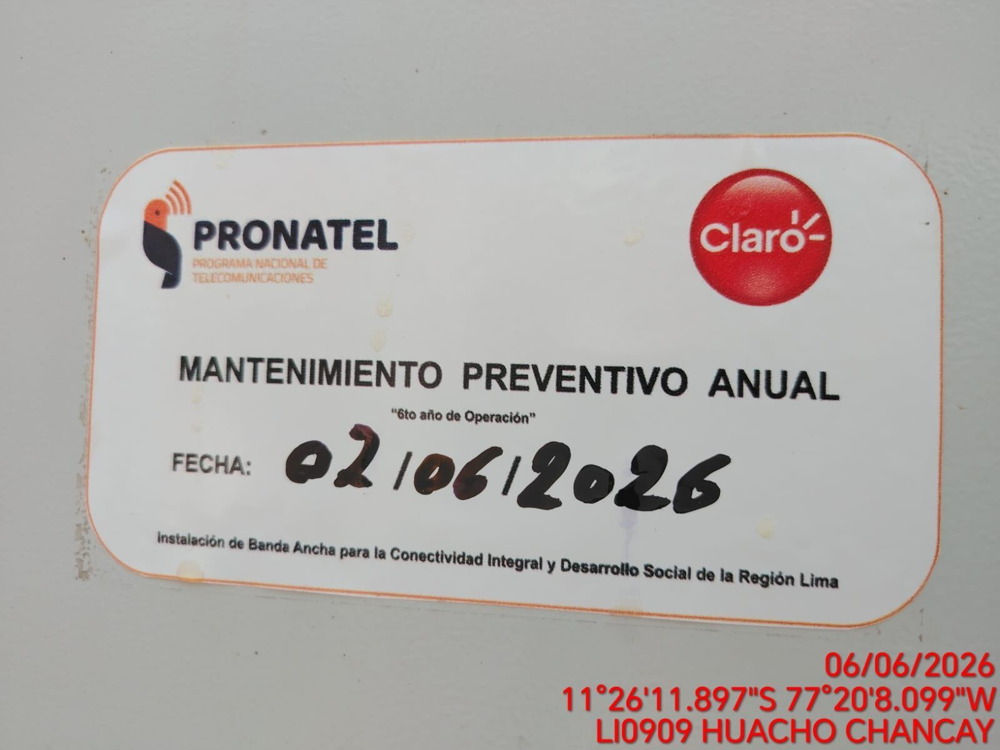 PRONATEL
PROGRAMA NACIONAL DE
TELECOMUNICACIONES
Claro
MANTENIMIENTO PREVENTIVO ANUAL
"6to año de Operación"
FECHA: 02/06/2026
Instalación de Banda Ancha para la Conectividad Integral y Desarrollo Social de la Región Lima
06/06/2026
11°26'11.897"S 77°20'8.099"W
LI0909 HUACHO CHANCAY